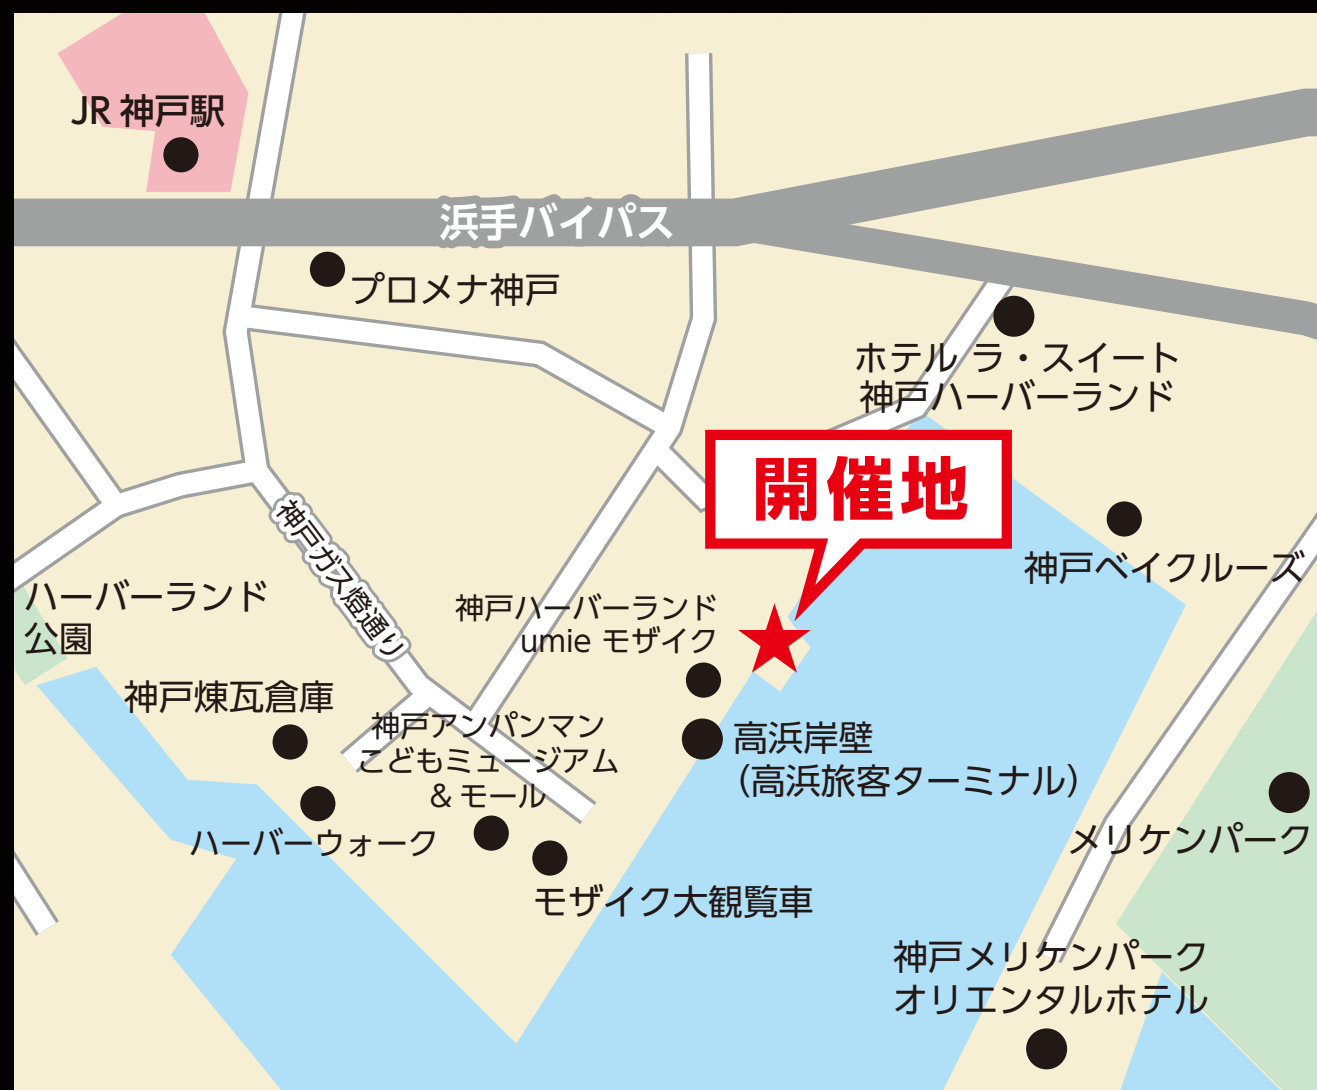 JR 神戸駅
浜手バイパス
プロメナ神戸
ホテル ラ・スイート
神戸ハーバーランド
開催地
神戸ガス燈通り
神戸ベイクルーズ
ハーバーランド
公園
神戸ハーバーランド
umie モザイク
神戸煉瓦倉庫
神戸アンパンマン
こどもミュージアム
& モール
高浜岸壁
（高浜旅客ターミナル）
ハーバーウォーク
メリケンパーク
モザイク大観覧車
神戸メリケンパーク
オリエンタルホテル